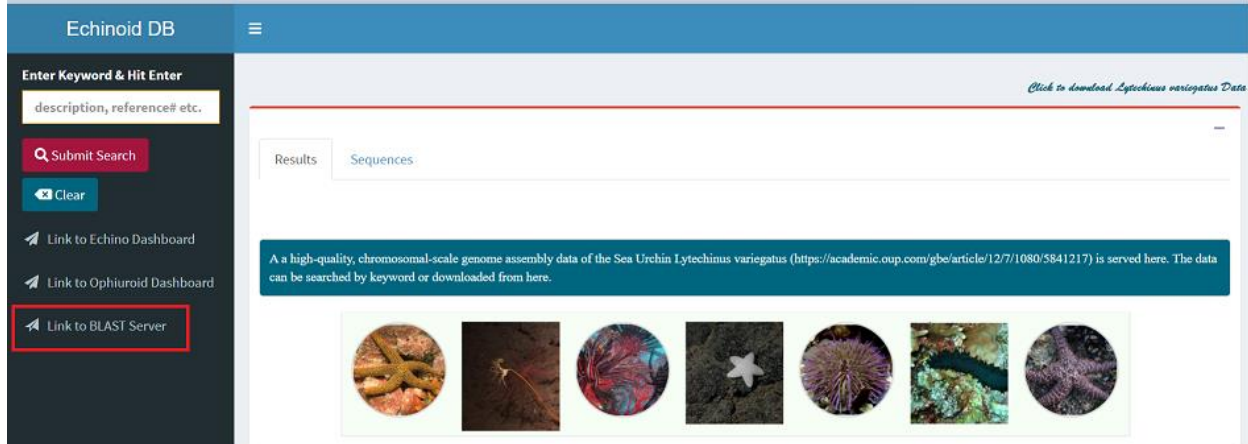 Echinoid DB
Enter Keyword & Hit Enter
description, reference# etc.
Submit Search
Clear
Link to Echino Dashboard
Link to Ophiuroid Dashboard
Link to BLAST Server
Click to download Lytechinus variegatus Data
Results Sequences
A a high-quality, chromosomal-scale genome assembly data of the Sea Urchin Lytechinus variegatus (https://academic.oup.com/gbe/article/12/7/1080/5841217) is served here. The data
can be searched by keyword or downloaded from here.